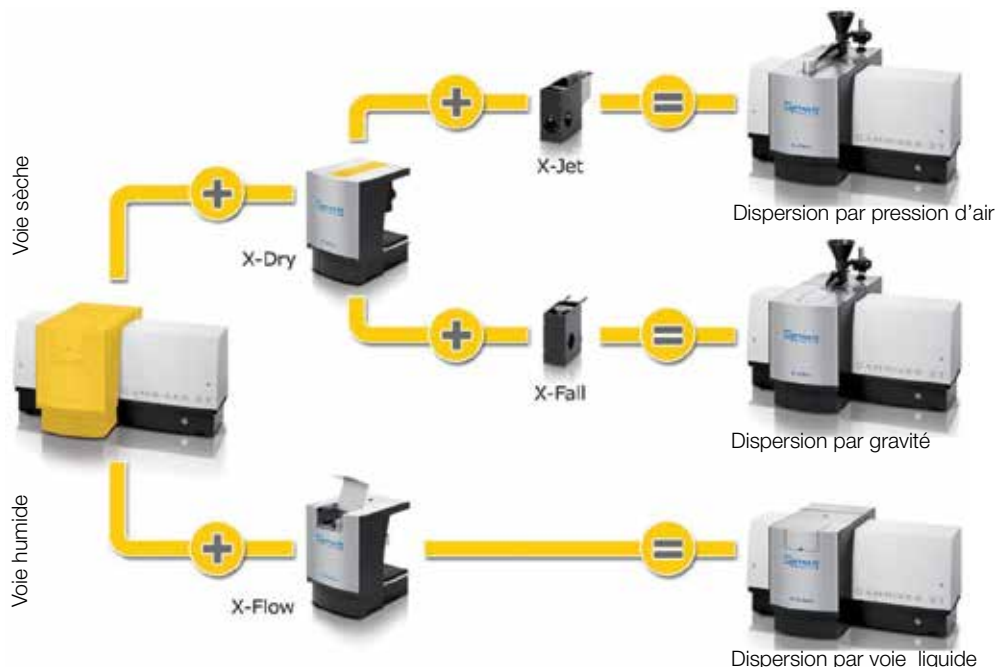 Voie sèche
X-Jet
Dispersion par pression d'air
X-Dry
X-Fall
Dispersion par gravité
Voie humide
X-Flow
Dispersion par voie liquide